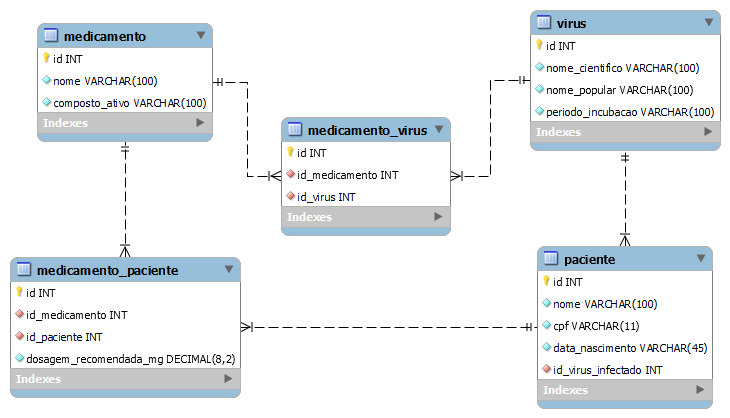 medicamento
id INT
nome VARCHAR(100)
composto_ativo VARCHAR(100)
Indexes
virus
id INT
nome_cientifico VARCHAR(100)
nome_popular VARCHAR(100)
periodo_incubacao VARCHAR(100)
Indexes
medicamento_virus
id INT
id_medicamento INT
id_virus INT
Indexes
medicamento_paciente
id INT
id_medicamento INT
id_paciente INT
dosagem_recomendada_mg DECIMAL(8,2)
Indexes
paciente
id INT
nome VARCHAR(100)
cpf VARCHAR(11)
data_nascimento VARCHAR(45)
id_virus_infectado INT
Indexes